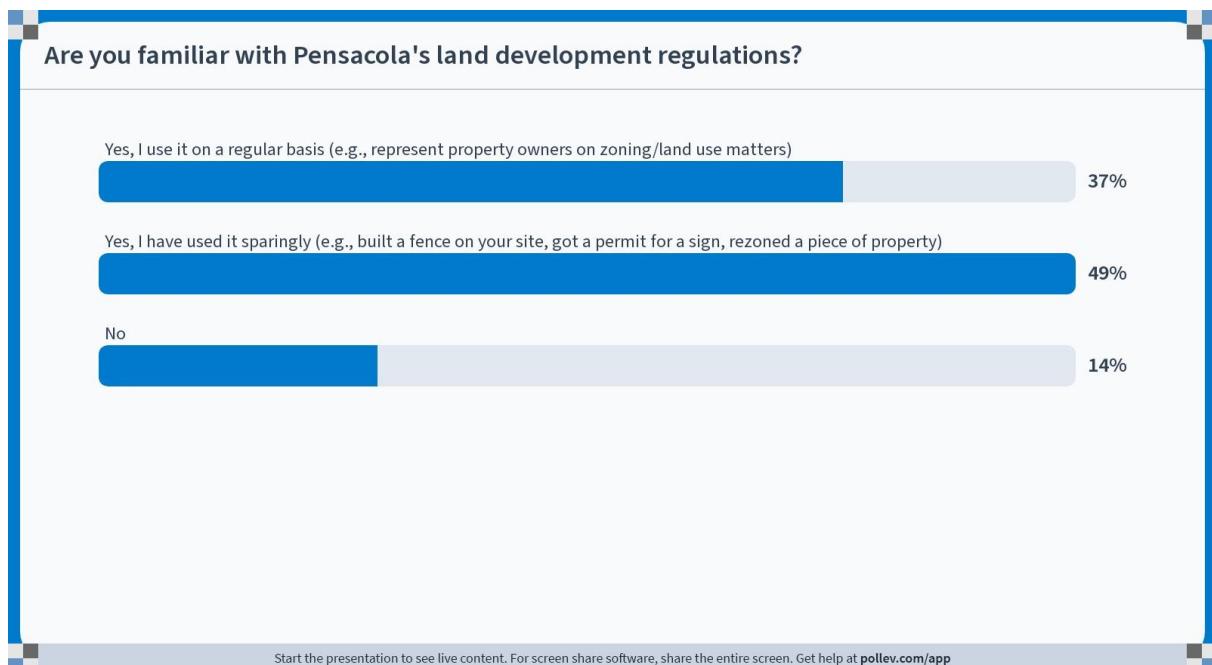 Are you familiar with Pensacola's land development regulations?
Yes, I use it on a regular basis (e.g., represent property owners on zoning/land use matters)
37%
Yes, I have used it sparingly (e.g., built a fence on your site, got a permit for a sign, rezoned a piece of property)
49%
No
14%
Start the presentation to see live content. For screen share software, share the entire screen. Get help at pollev.com/app